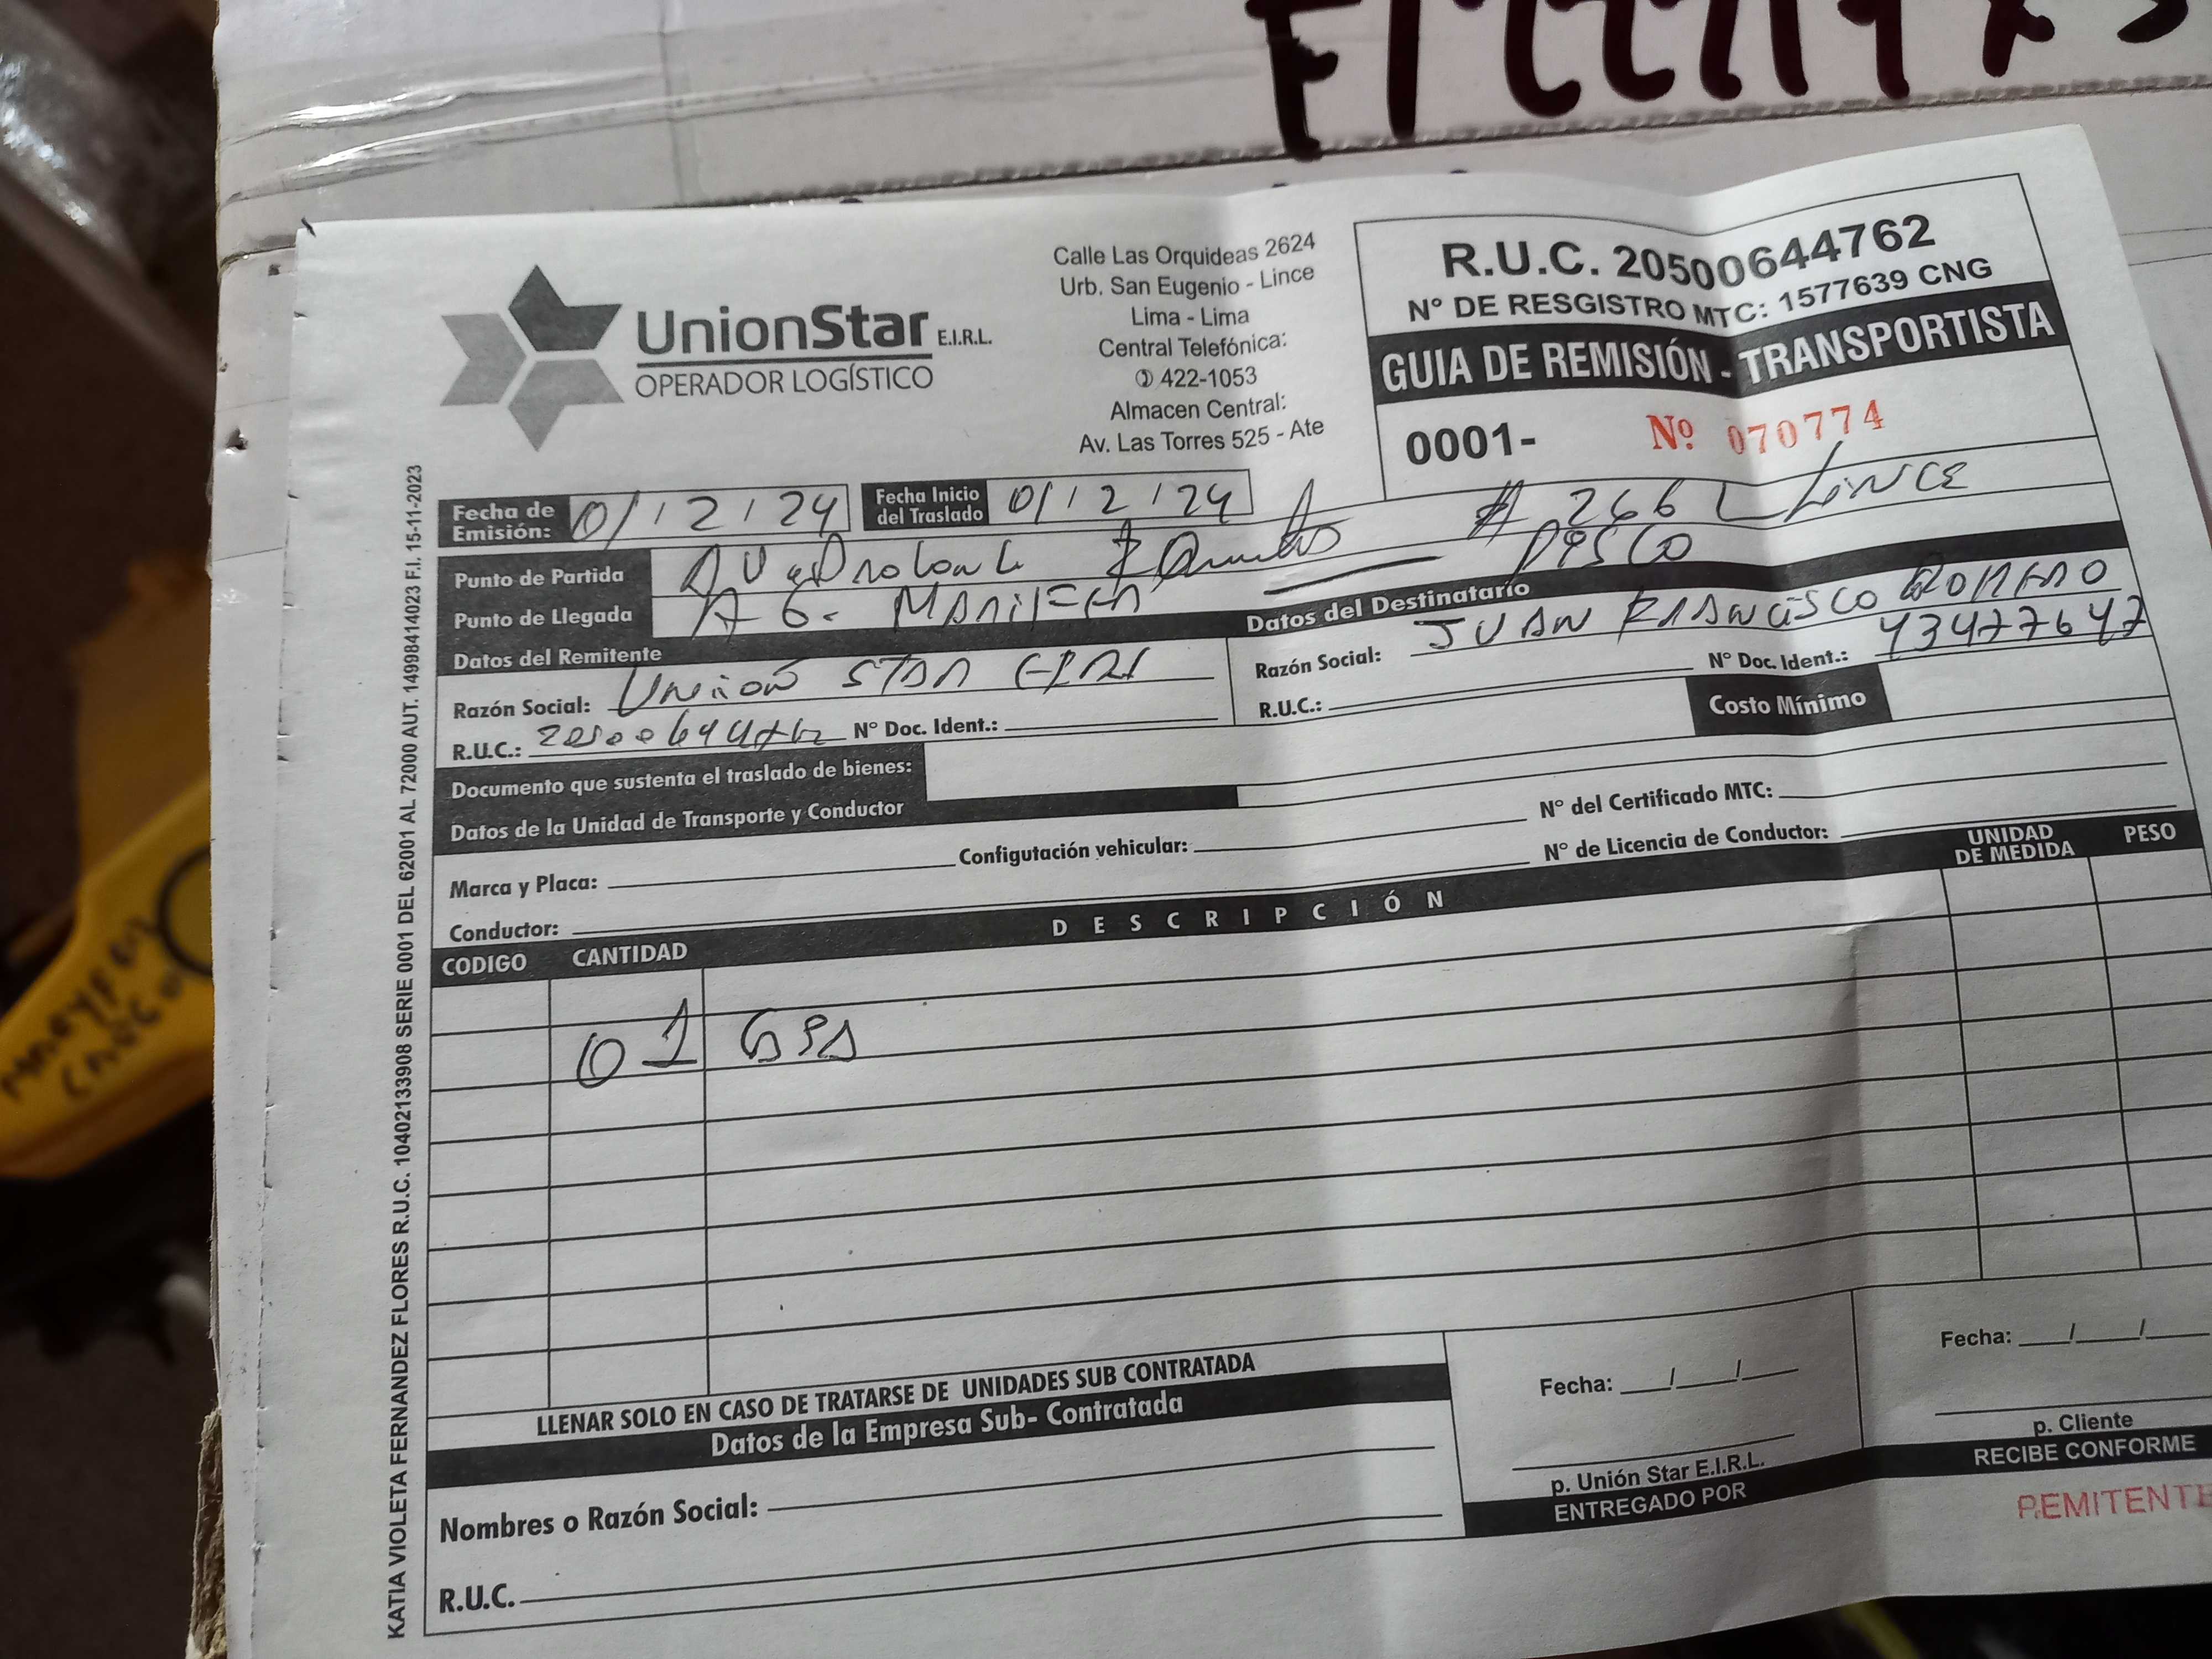 UnionStar E.I.R.L.
OPERADOR LOGÍSTICO
Calle Las Orquideas 2624
Urb. San Eugenio - Lince
Lima - Lima
Central Telefónica:
422-1053
Almacen Central:
Av. Las Torres 525 - Ate
R.U.C. 20500644762
N° DE RESGISTRO MTC: 1577639 CNG
GUIA DE REMISIÓN - TRANSPORTISTA
0001- Nº 070774
Fecha de Emisión: 01/12/24 Fecha Inicio del Traslado 01/12/24
Punto de Partida # 266 LINCE
Punto de Llegada PISCO
Datos del Remitente
Razón Social: UNION STAR EIRL
R.U.C.: 20500644762 N° Doc. Ident.:
Datos del Destinatario
Razón Social: JUAN FRANCISCO ROMANO
R.U.C.: N° Doc. Ident.: 43477647
Costo Mínimo
Documento que sustenta el traslado de bienes:
Datos de la Unidad de Transporte y Conductor
Marca y Placa: Configutación vehicular: N° del Certificado MTC:
Conductor: N° de Licencia de Conductor:
CODIGO CANTIDAD DESCRIPCIÓN UNIDAD DE MEDIDA PESO
01
LLENAR SOLO EN CASO DE TRATARSE DE UNIDADES SUB CONTRATADA
Datos de la Empresa Sub- Contratada
Nombres o Razón Social:
R.U.C.
Fecha: / /
p. Unión Star E.I.R.L.
ENTREGADO POR
Fecha: / /
p. Cliente
RECIBE CONFORME
REMITENTE
KATIA VIOLETA FERNANDEZ FLORES R.U.C. 10402133908 SERIE 0001 DEL 62001 AL 72000 AUT. 14998414023 F.I. 15-11-2023